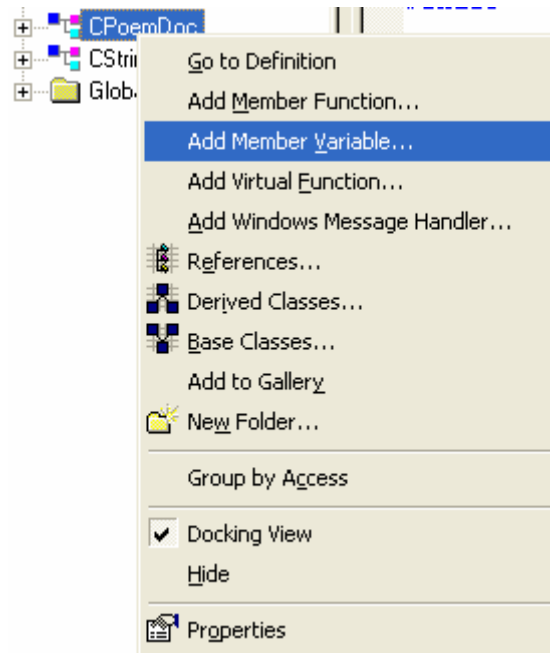 CPoemDoc
CStri
Glob
Go to Definition
Add Member Function...
Add Member Variable...
Add Virtual Function...
Add Windows Message Handler...
References...
Derived Classes...
Base Classes...
Add to Gallery
New Folder...
Group by Access
Docking View
Hide
Properties